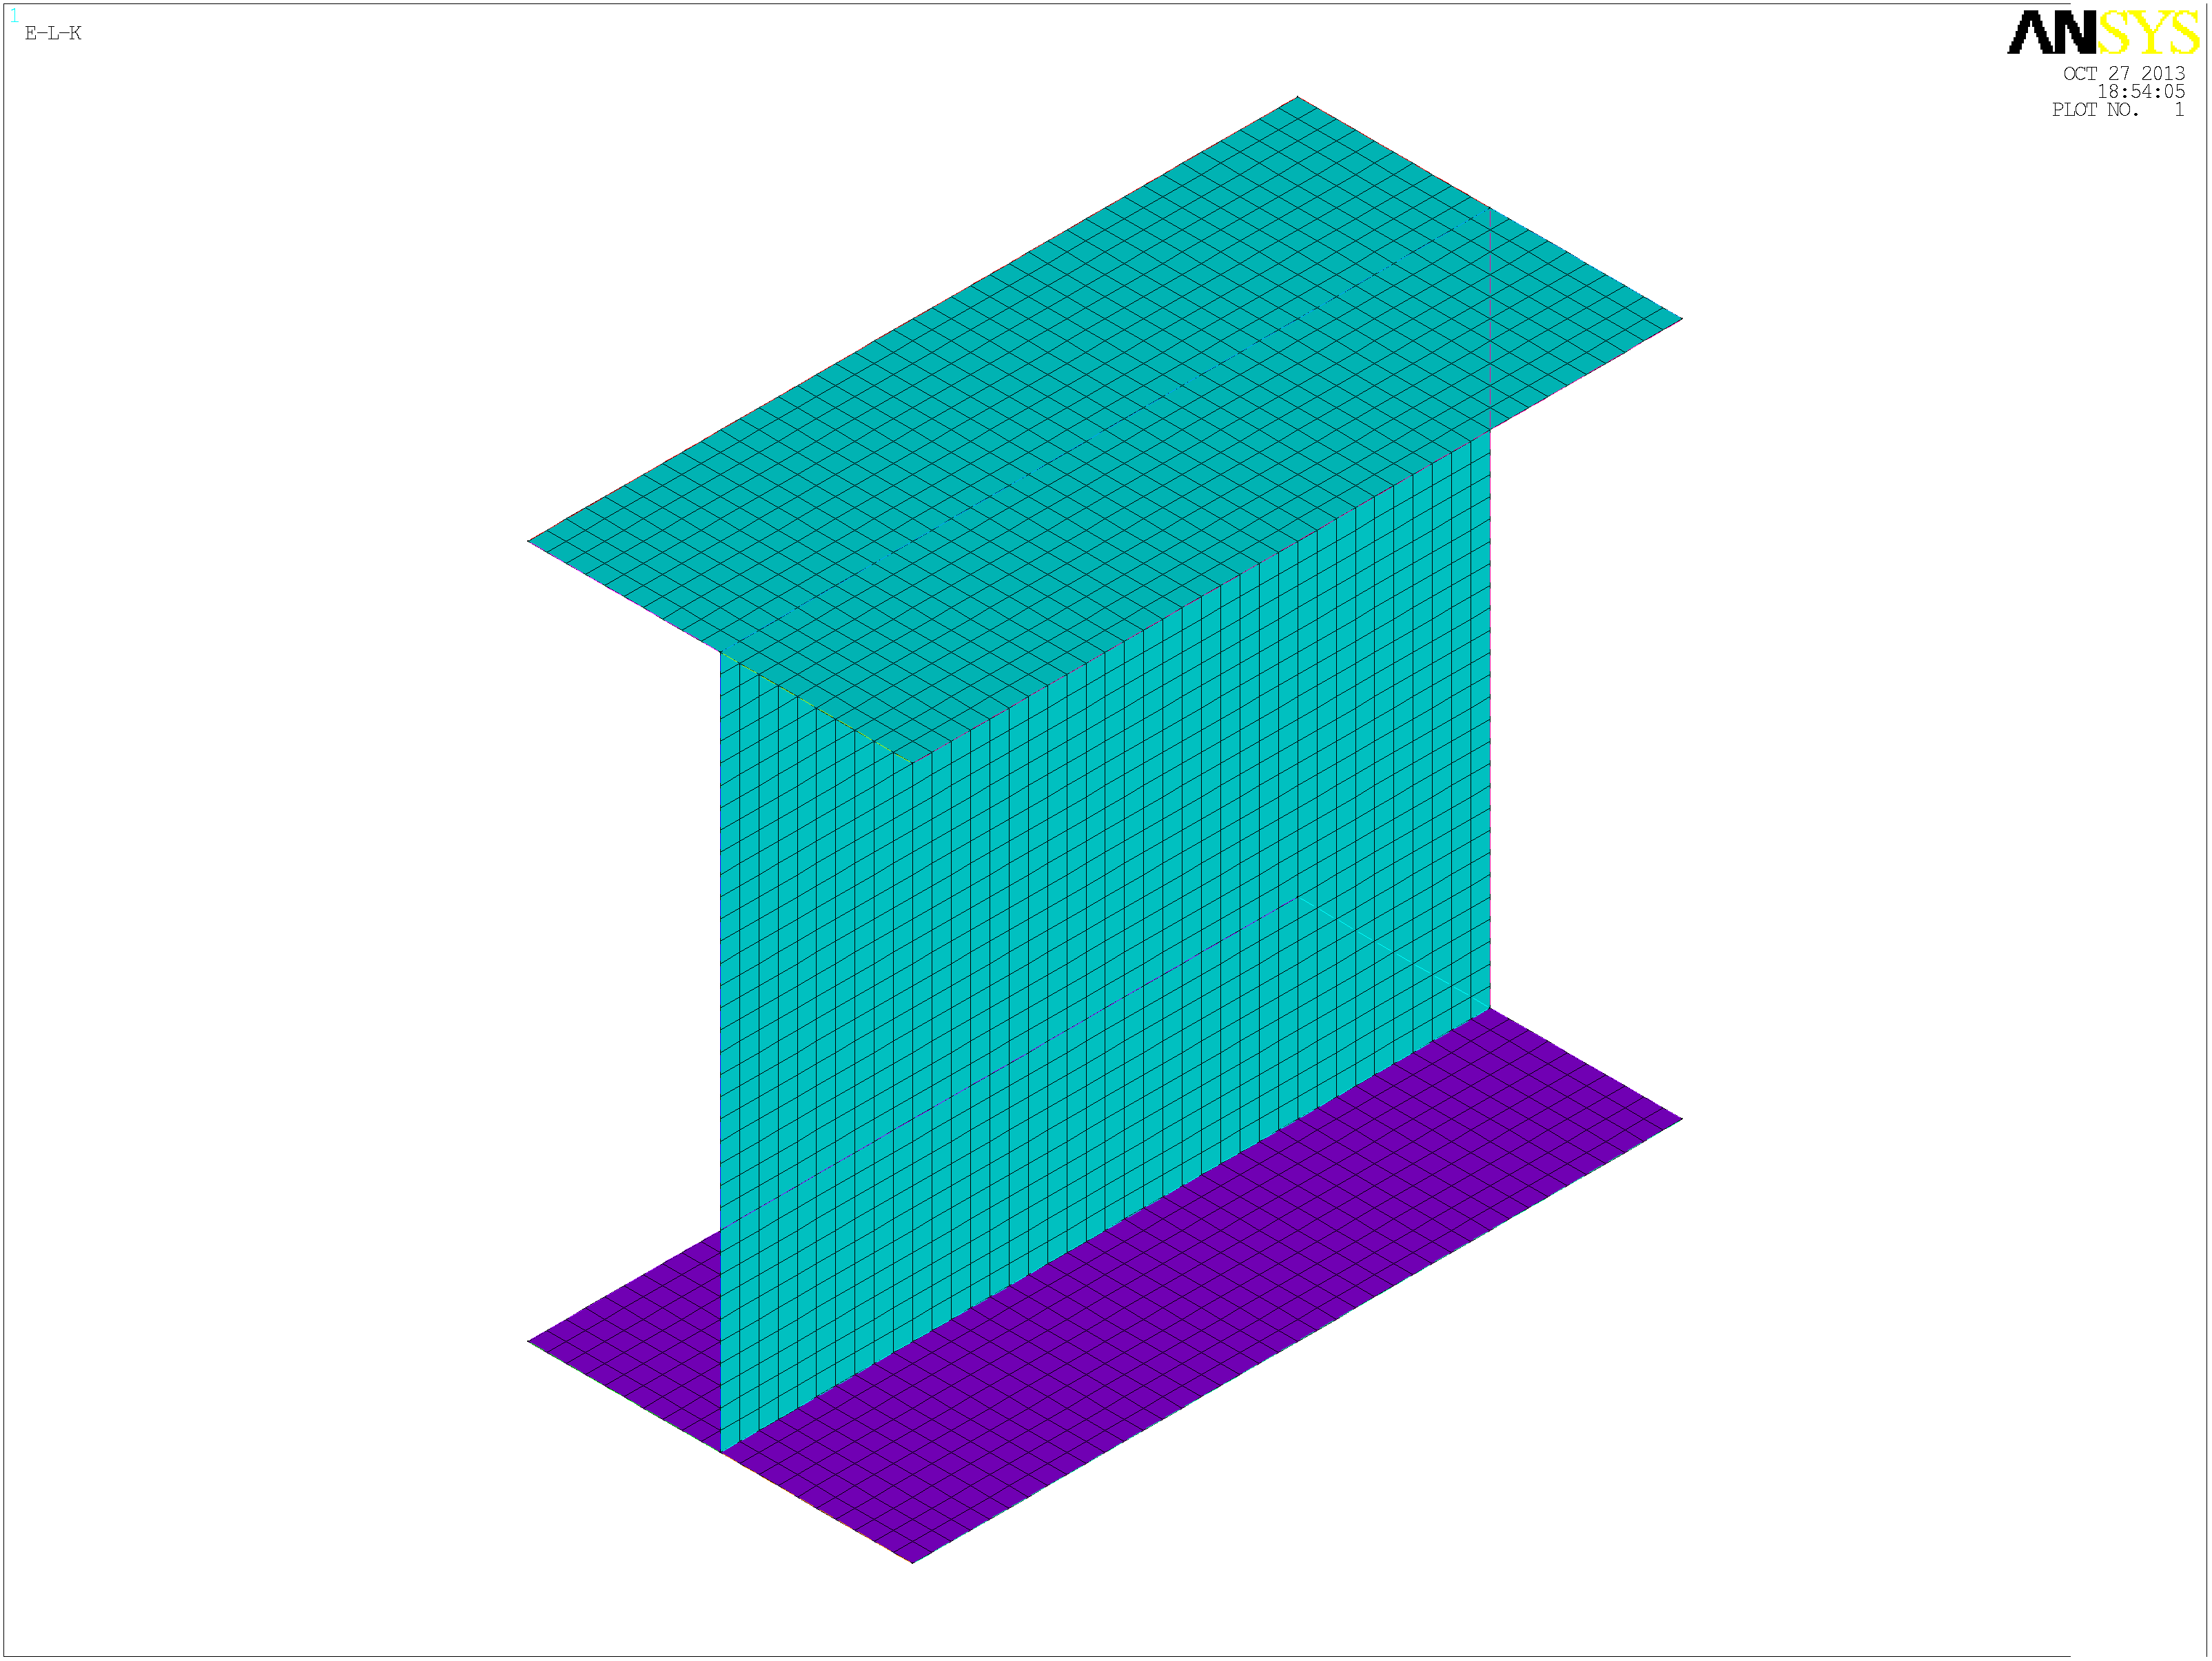 1
E-L-K
ANSYS
OCT 27 2013
18:54:05
PLOT NO. 1